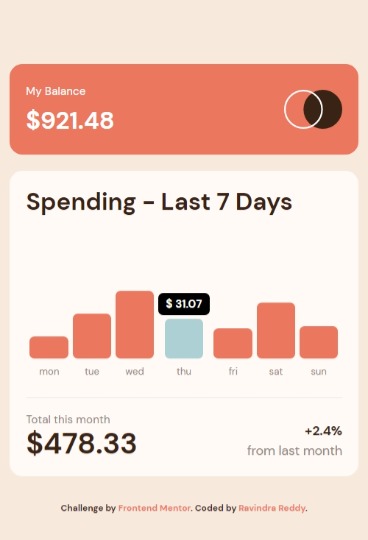 My Balance
$921.48
Spending - Last 7 Days
$ 31.07
mon tue wed thu fri sat sun
Total this month
$478.33
+2.4%
from last month
Challenge by Frontend Mentor. Coded by Ravindra Reddy.